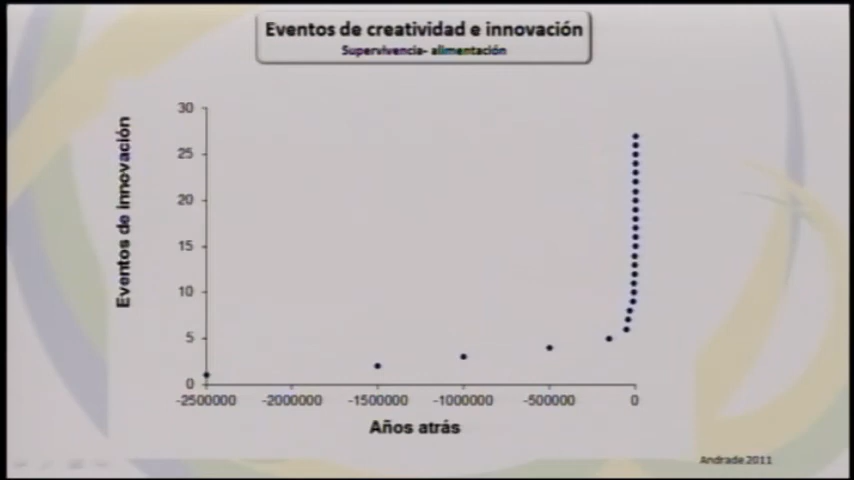 Eventos de creatividad e innovación
Supervivencia- alimentación
Eventos de innovación
30
25
20
15
10
5
0
-2500000 -2000000 -1500000 -1000000 -500000 0
Años atrás
Andrade 2011